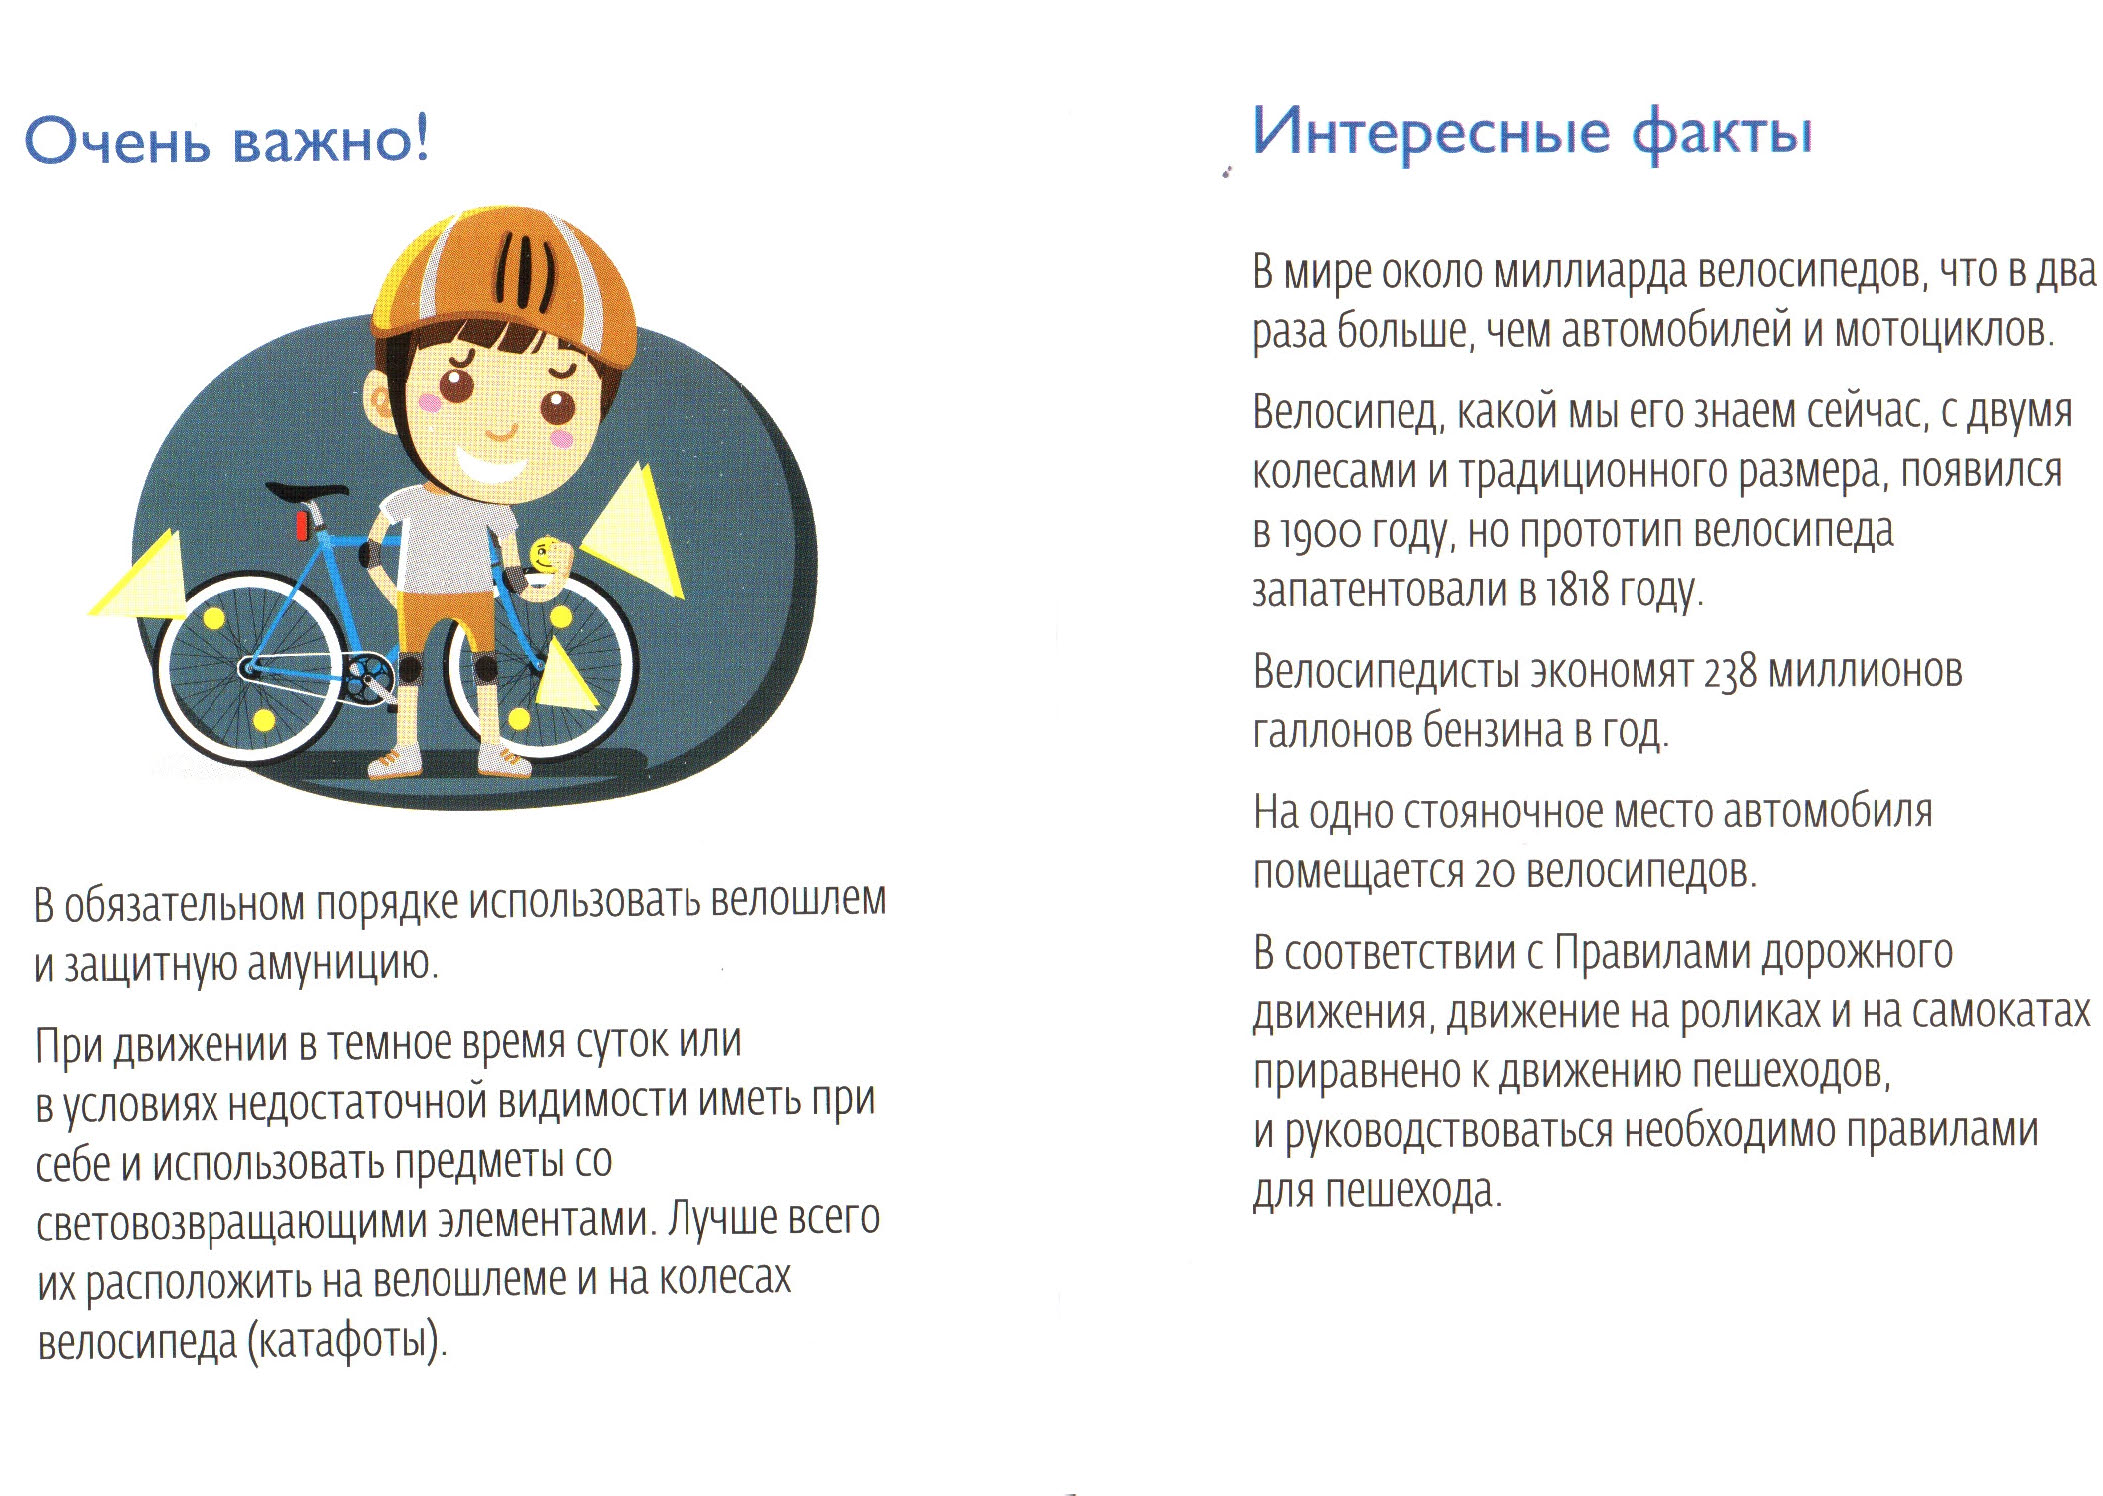 Очень важно!
В обязательном порядке использовать велошлем
и защитную амуницию.
При движении в темное время суток или
в условиях недостаточной видимости иметь при
себе и использовать предметы со
световозвращающими элементами. Лучше всего
их расположить на велошлеме и на колесах
велосипеда (катафоты).
Интересные факты
В мире около миллиарда велосипедов, что в два
раза больше, чем автомобилей и мотоциклов.
Велосипед, какой мы его знаем сейчас, с двумя
колесами и традиционного размера, появился
в 1900 году, но прототип велосипеда
запатентовали в 1818 году.
Велосипедисты экономят 238 миллионов
галлонов бензина в год.
На одно стояночное место автомобиля
помещается 20 велосипедов.
В соответствии с Правилами дорожного
движения, движение на роликах и на самокатах
приравнено к движению пешеходов,
и руководствоваться необходимо правилами
для пешехода.